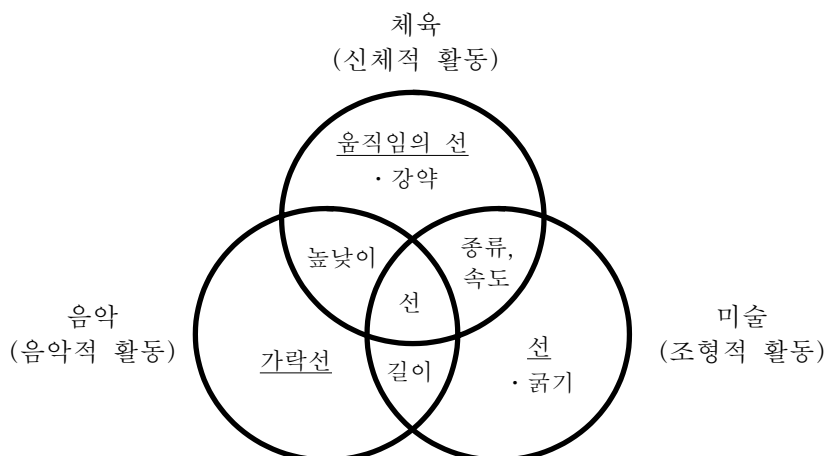 체육
(신체적 활동)
움직임의 선
· 강약
높낮이
종류,
속도
선
음악
(음악적 활동)
가락선
길이
선
· 굵기
미술
(조형적 활동)